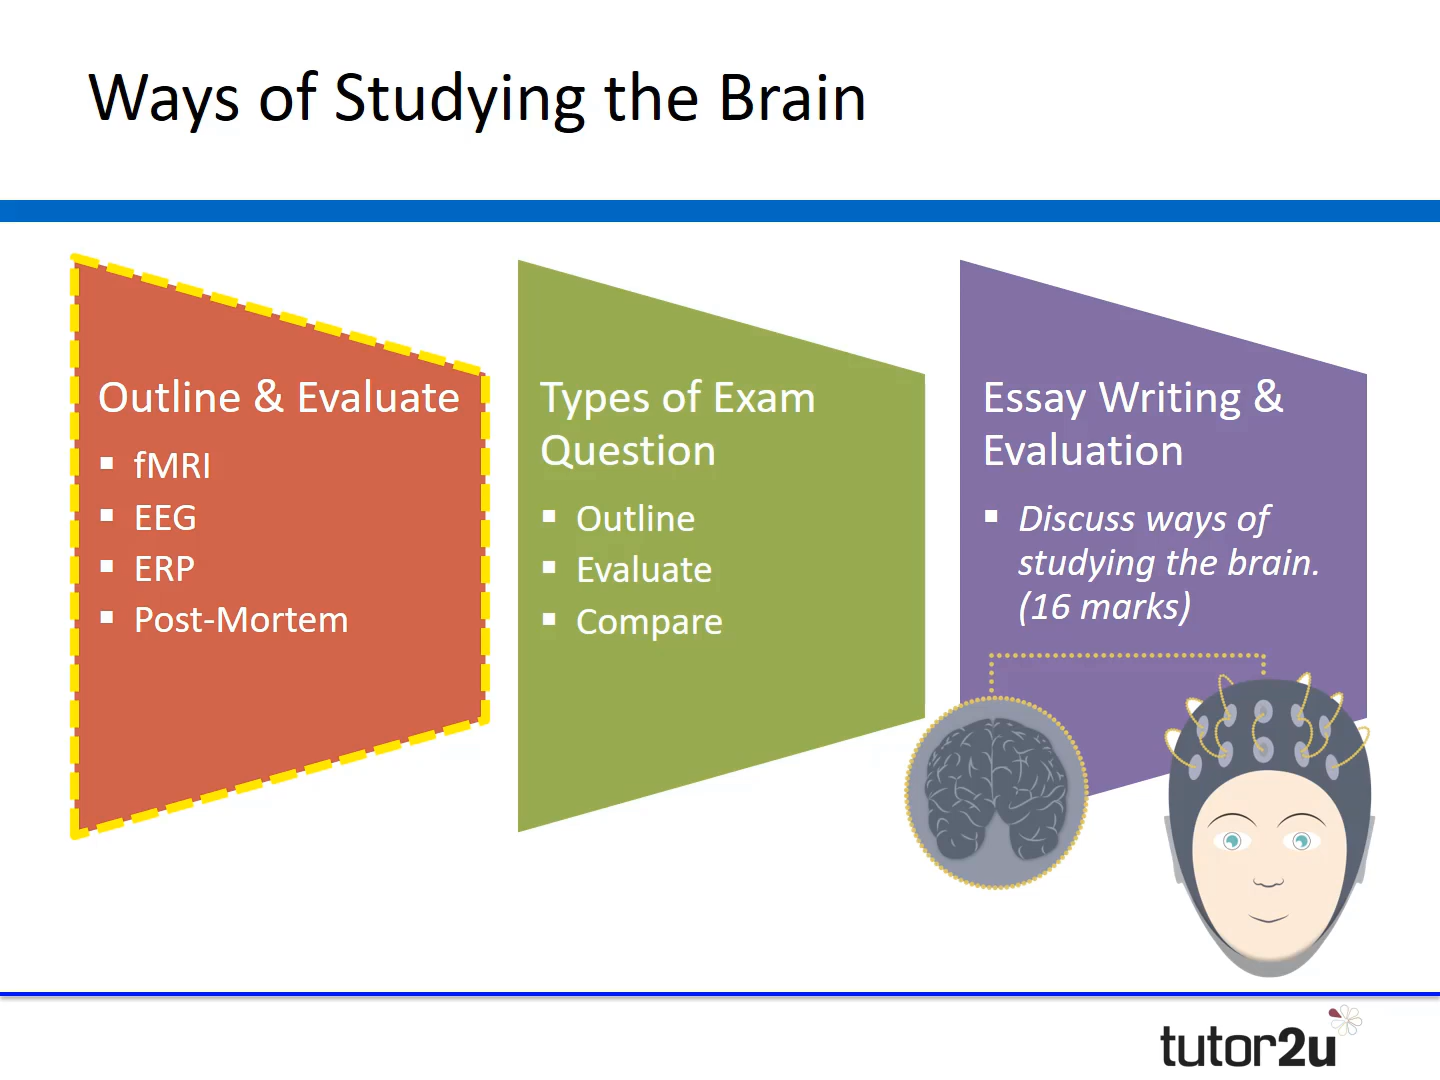 Ways of Studying the Brain
Outline & Evaluate
▪ fMRI
▪ EEG
▪ ERP
▪ Post-Mortem
Types of Exam
Question
▪ Outline
▪ Evaluate
▪ Compare
Essay Writing &
Evaluation
▪ Discuss ways of
studying the brain.
(16 marks)
tutor2u